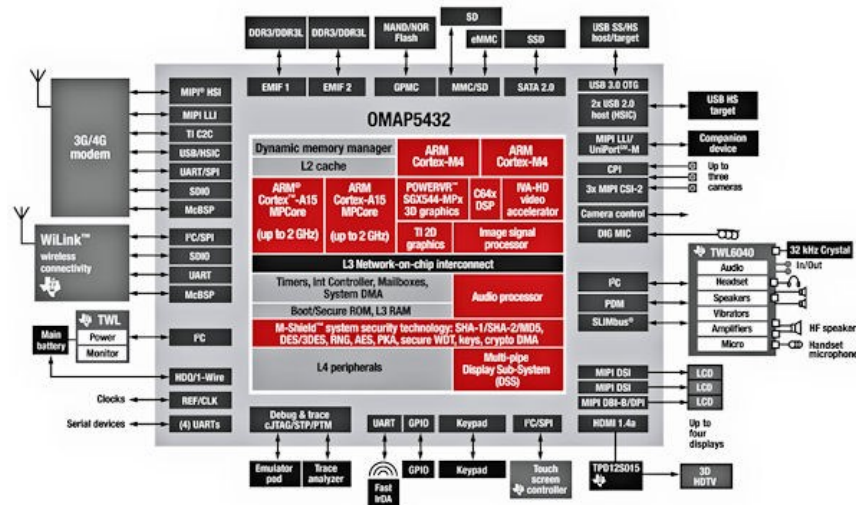 DDR3/DDR3L
DDR3/DDR3L
NAND/NOR
Flash
SD
eMMC
SSD
USB SS/HS
host/target
EMIF 1
EMIF 2
GPMC
MMC/SD
SATA 2.0
USB 3.0 OTG
OMAP5432
3G/4G
modem
MIPI® HSI
MIPI LLI
TI C2C
USB/HSIC
UART/SPI
SDIO
McBSP
WiLink™
wireless
connectivity
I²C/SPI
SDIO
UART
McBSP
TWL
Power
Monitor
Main
battery
I²C
HDQ/1-Wire
Clocks
REF/CLK
Serial devices
(4) UARTs
Dynamic memory manager
L2 cache
ARM
Cortex-M4
ARM
Cortex-M4
ARM®
Cortex™-A15
MPCore
(up to 2 GHz)
ARM
Cortex-A15
MPCore
(up to 2 GHz)
POWERVR™
SGX544-MPx
3D graphics
C64x
DSP
IVA-HD
video
accelerator
TI 2D
graphics
Image signal
processor
L3 Network-on-chip interconnect
Timers, Int Controller, Mailboxes,
System DMA
Boot/Secure ROM, L3 RAM
Audio processor
M-Shield™ system security technology: SHA-1/SHA-2/MD5,
DES/3DES, RNG, AES, PKA, secure WDT, keys, crypto DMA
L4 peripherals
Multi-pipe
Display Sub-System
(DSS)
2x USB 2.0
host (HSIC)
USB HS
target
MIPI LLI/
UniPort℠-M
Companion
device
CPI
3x MIPI CSI-2
Up to
three
cameras
Camera control
DIG MIC
I²C
PDM
SLIMbus®
TWL6040
32 kHz Crystal
Audio
In/Out
Headset
Speakers
Vibrators
Amplifiers
HF speaker
Micro
Handset
microphone
MIPI DSI
LCD
MIPI DSI
LCD
MIPI DBI-B/DPI
LCD
HDMI 1.4a
Up to
four
displays
TPD12S015
3D
HDTV
Debug & trace
cJTAG/STP/PTM
UART
GPIO
Keypad
I²C/SPI
Emulator
pod
Trace
analyzer
Fast
IrDA
GPIO
Keypad
Touch
screen
controller